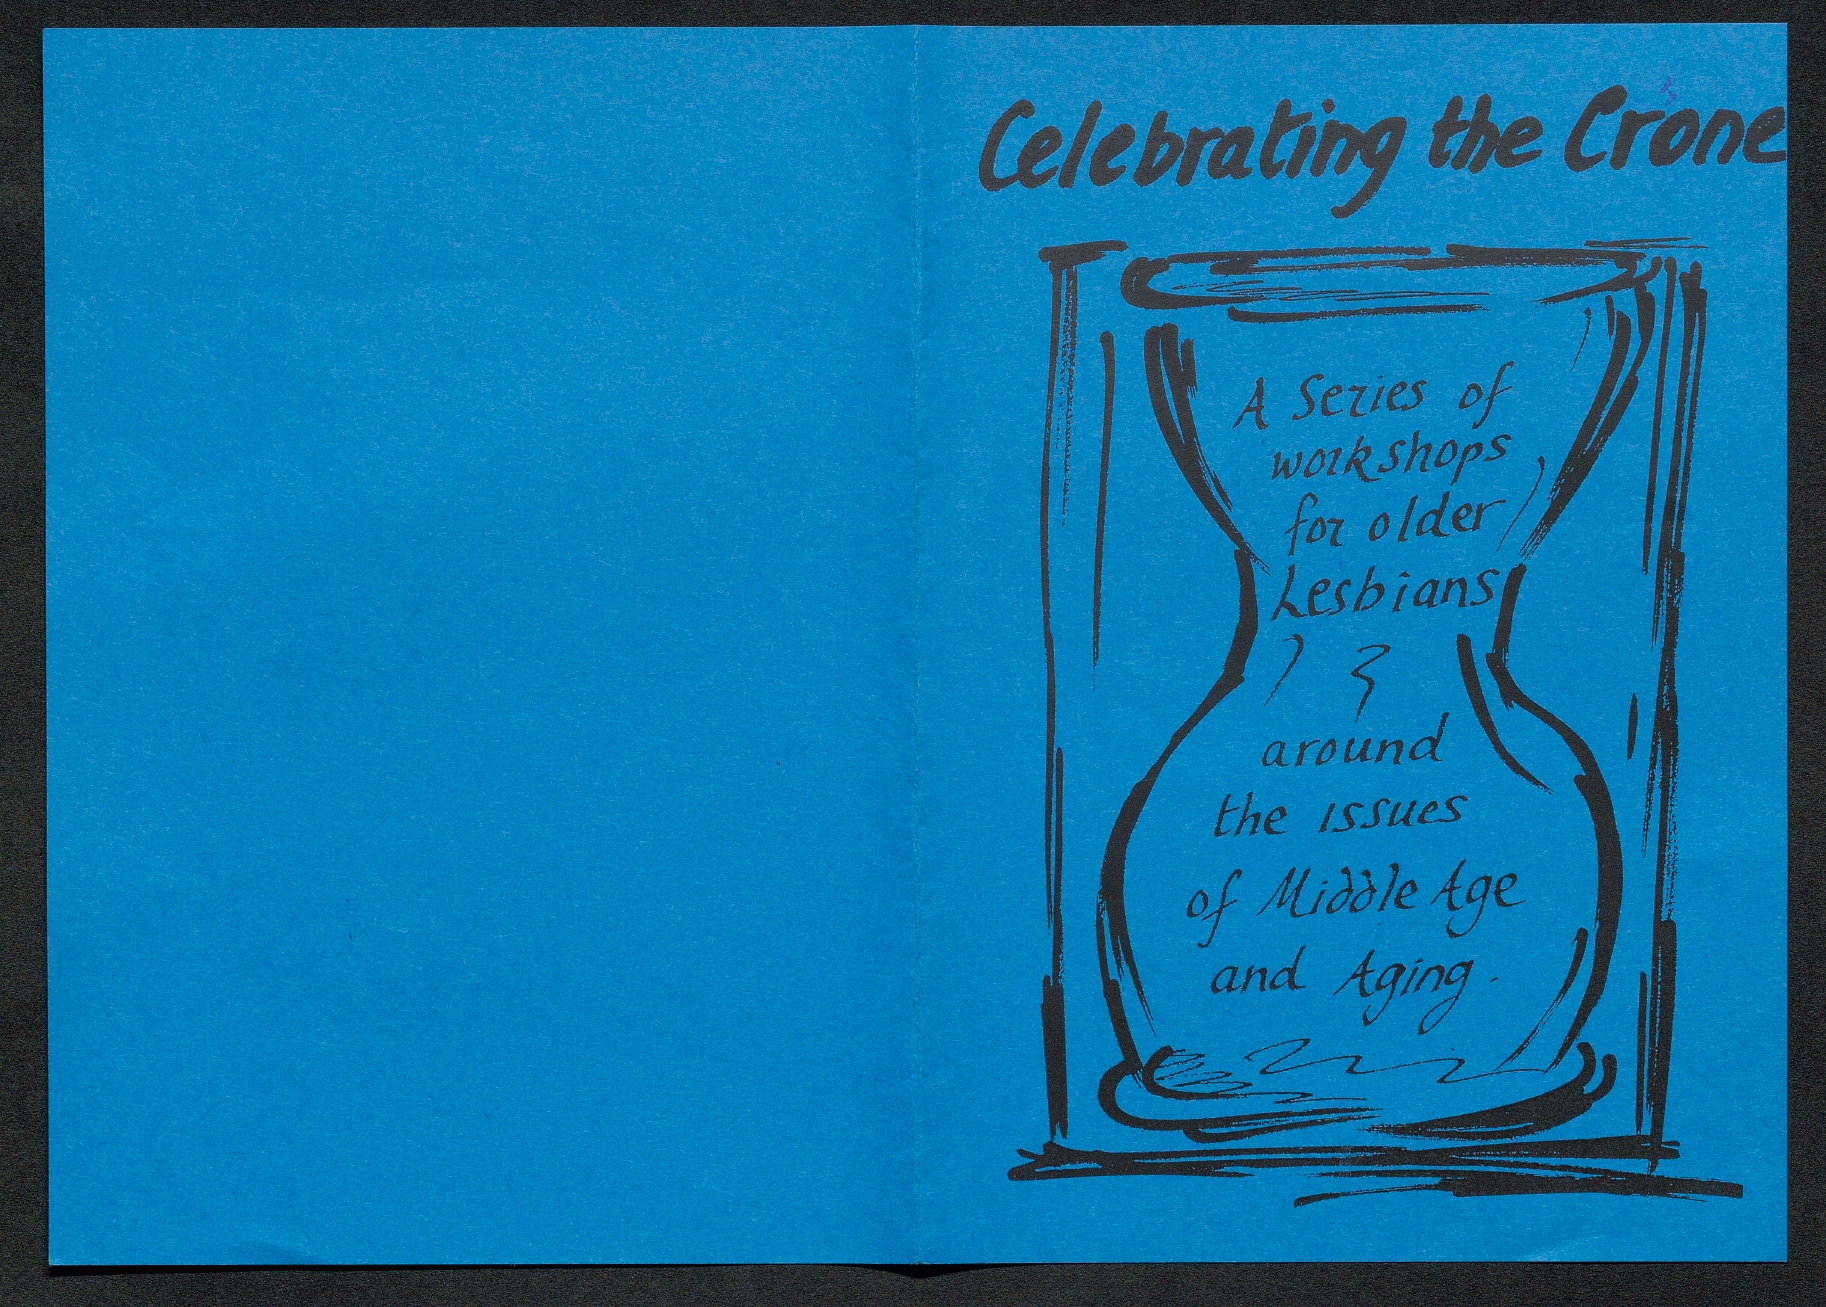 Celebrating the Crone
A Series of
workshops
for older
Lesbians
around
the issues
of Middle Age
and Aging.